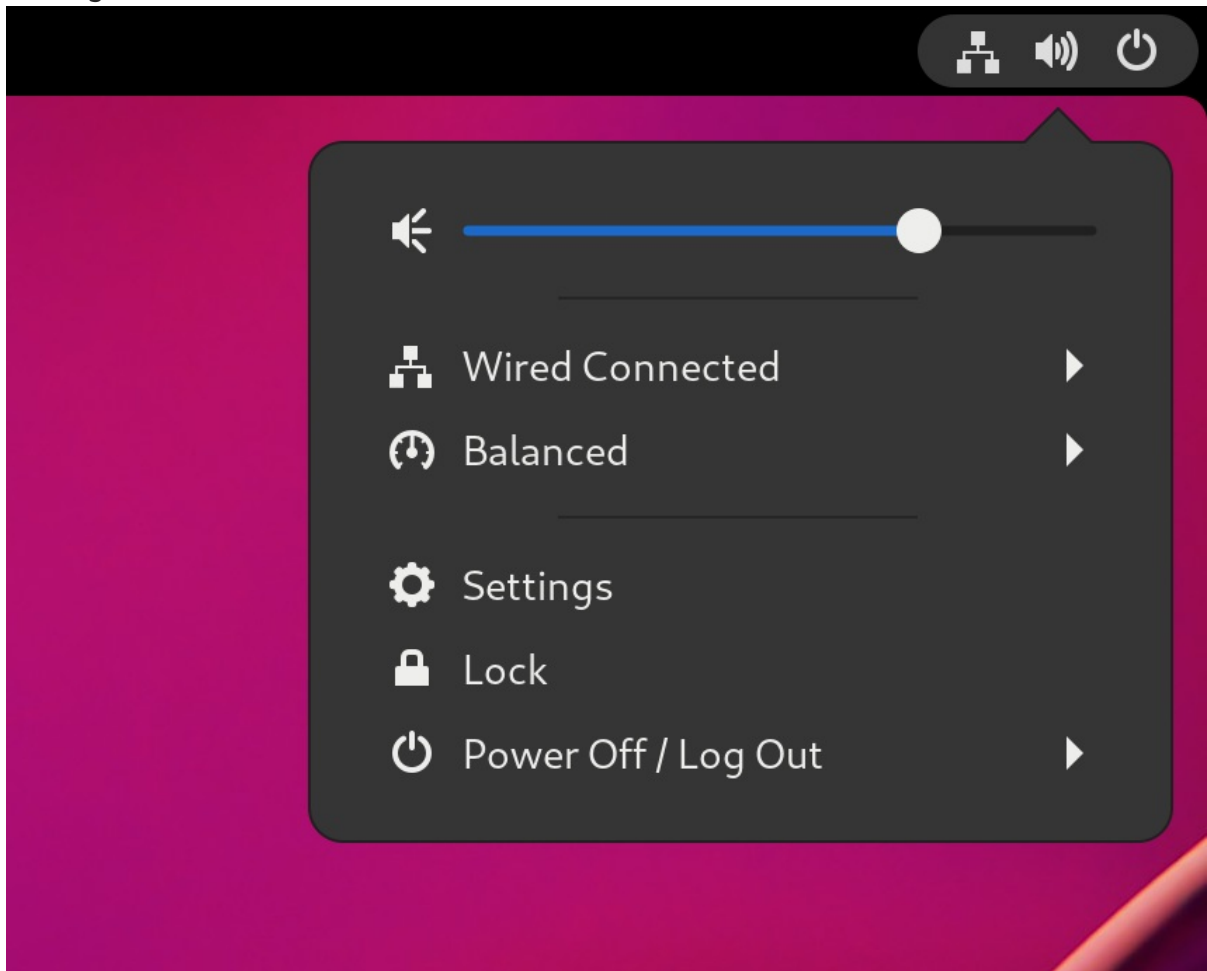 Wired Connected
Balanced
Settings
Lock
Power Off / Log Out